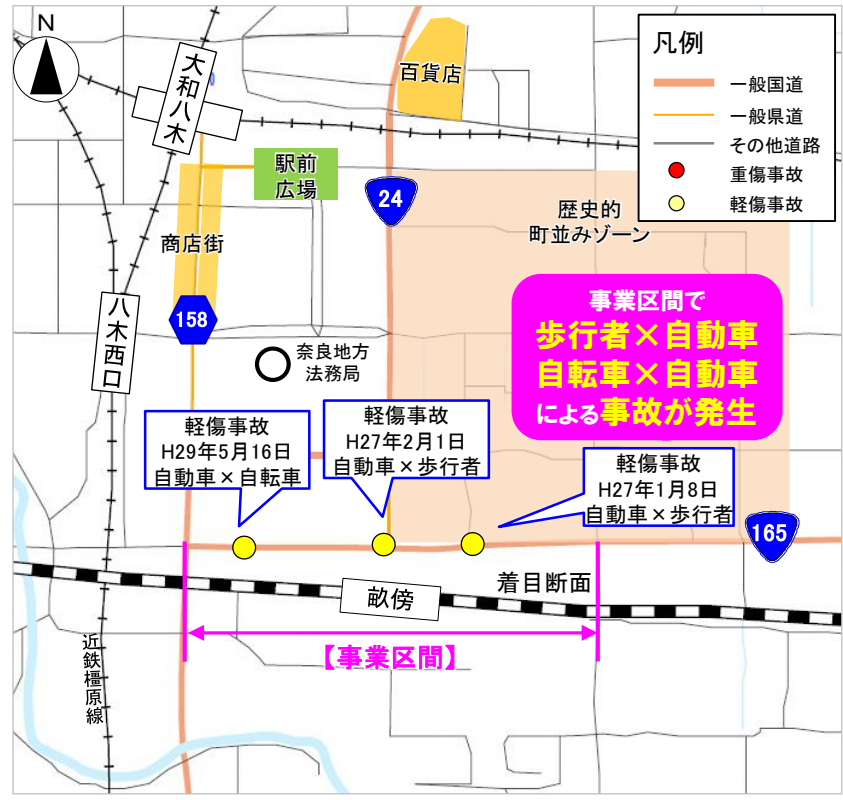 N
大和八木
百貨店
駅前
広場
24
歴史的
町並みゾーン
凡例
一般国道
一般県道
その他道路
重傷事故
軽傷事故
商店街
158
八木西口
奈良地方
法務局
事業区間で
歩行者×自動車
自転車×自動車
による事故が発生
軽傷事故
H29年5月16日
自動車×自転車
軽傷事故
H27年2月1日
自動車×歩行者
軽傷事故
H27年1月8日
自動車×歩行者
165
畝傍
着目断面
【事業区間】
近鉄橿原線